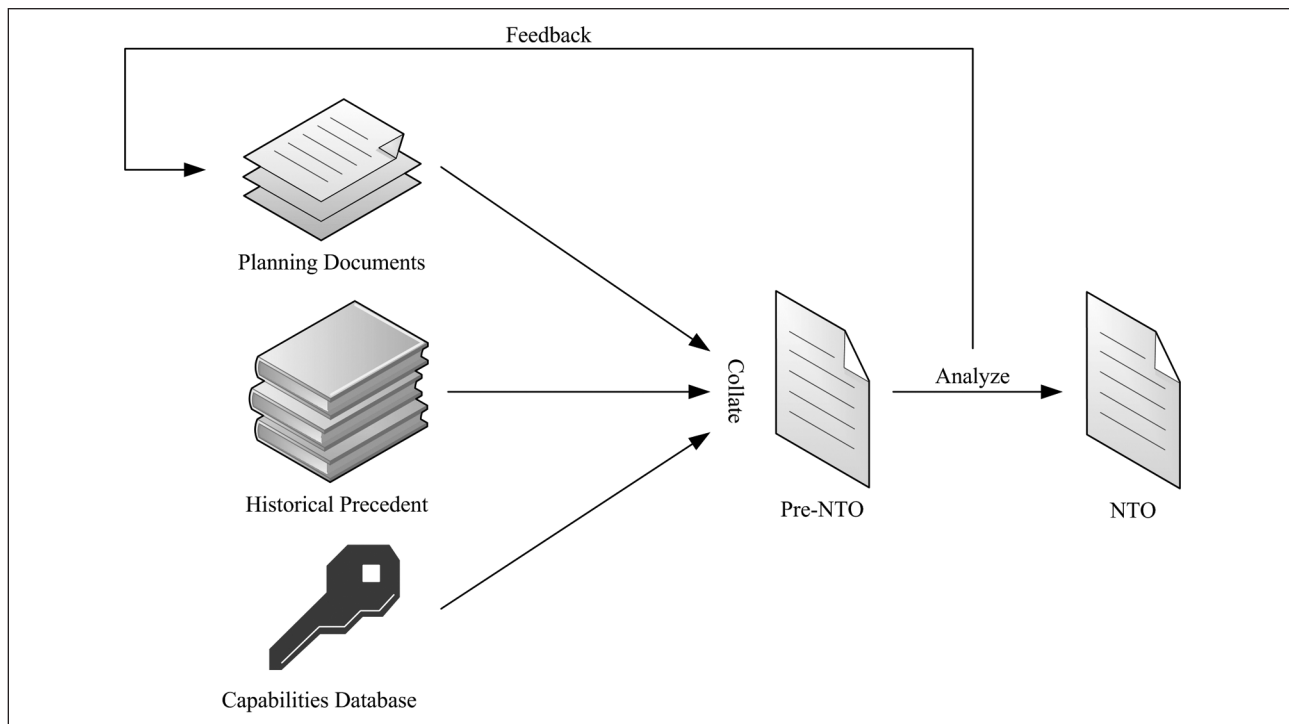 Feedback
Planning Documents
Historical Precedent
Capabilities Database
Collate
Analyze
Pre-NTO
NTO